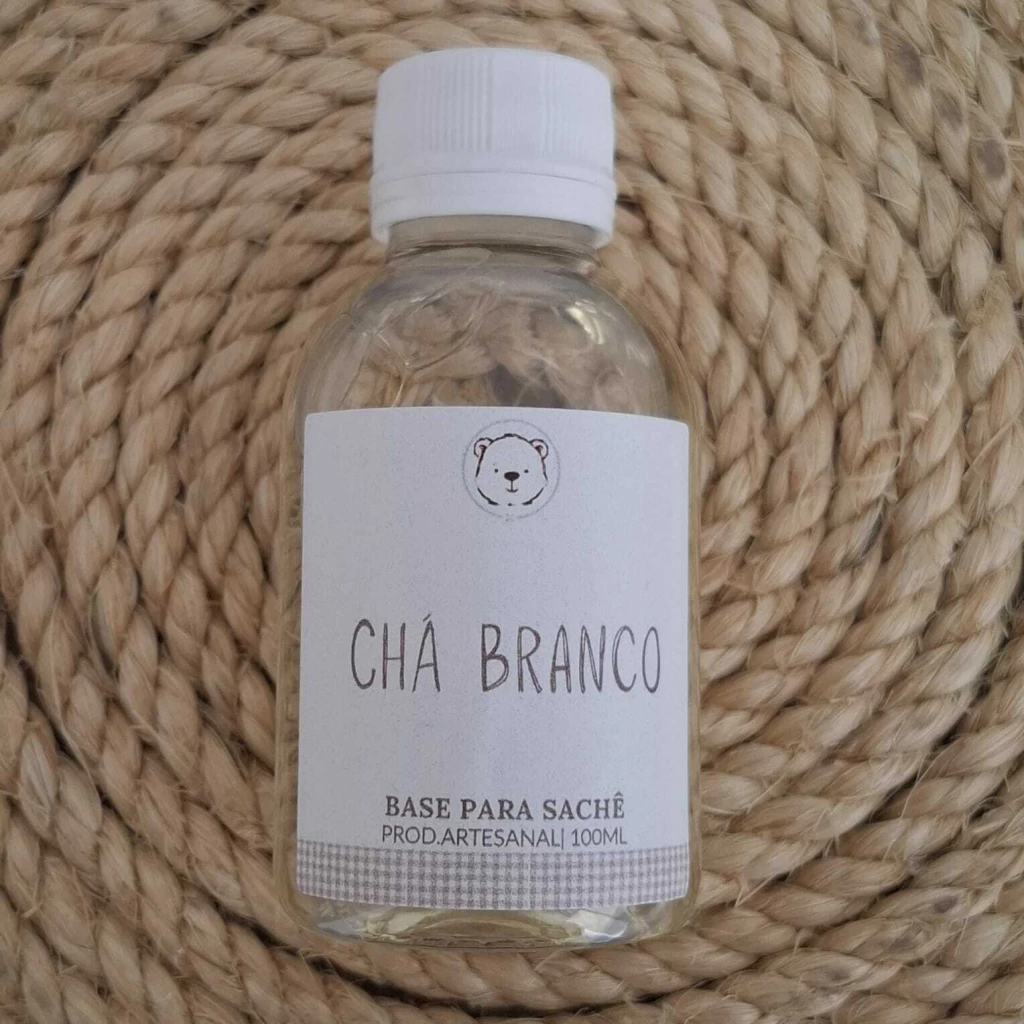 CHÁ BRANCO
BASE PARA SACHÊ
PROD.ARTESANAL| 100ML